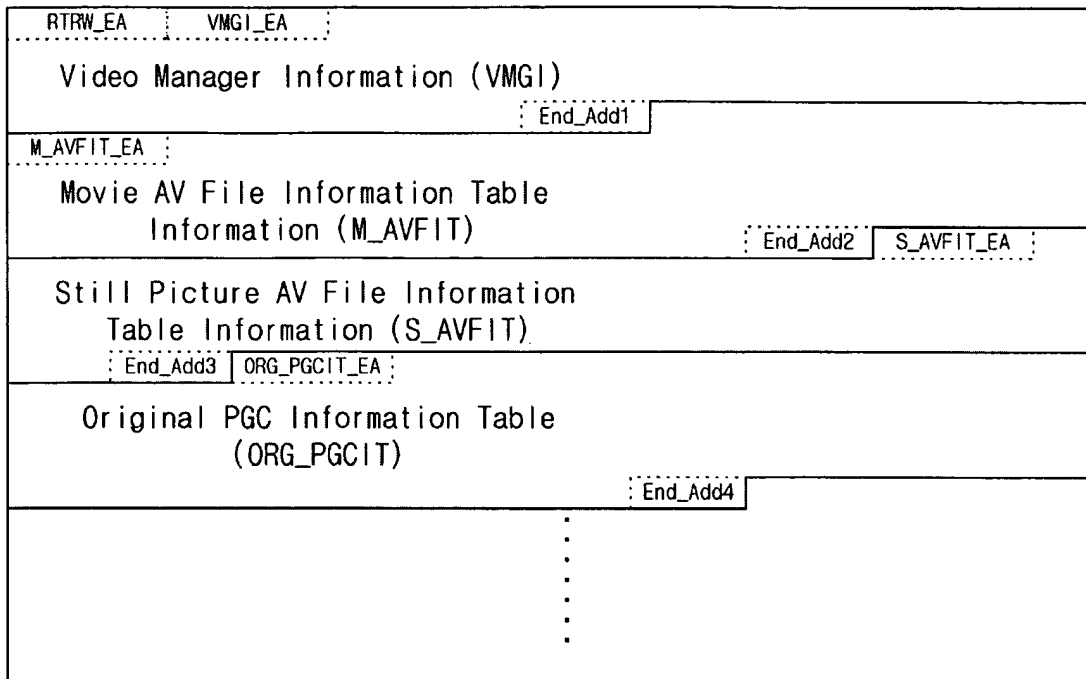 RTRW_EA VMGI_EA
Video Manager Information (VMGI)
End_Add1
M_AVFIT_EA
Movie AV File Information Table
Information (M_AVFIT)
End_Add2 S_AVFIT_EA
Still Picture AV File Information
Table Information (S_AVFIT)
End_Add3 ORG_PGCIT_EA
Original PGC Information Table
(ORG_PGCIT)
End_Add4